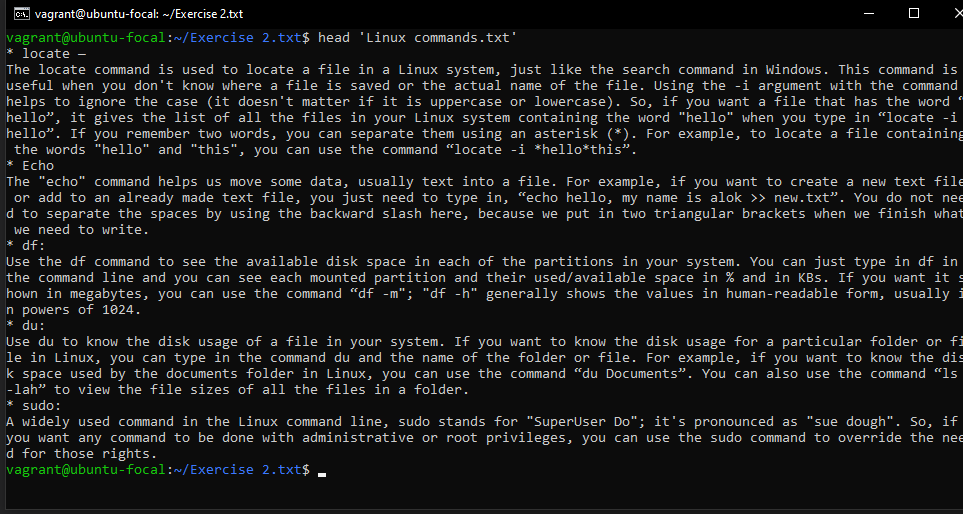 vagrant@ubuntu-focal: ~/Exercise 2.txt
vagrant@ubuntu-focal:~/Exercise 2.txt$ head 'Linux commands.txt'
* locate —
The locate command is used to locate a file in a Linux system, just like the search command in Windows. This command is
useful when you don't know where a file is saved or the actual name of the file. Using the -i argument with the command
helps to ignore the case (it doesn't matter if it is uppercase or lowercase). So, if you want a file that has the word “
hello”, it gives the list of all the files in your Linux system containing the word "hello" when you type in “locate -i
hello”. If you remember two words, you can separate them using an asterisk (*). For example, to locate a file containing
the words "hello" and "this", you can use the command “locate -i *hello*this”.
* Echo
The "echo" command helps us move some data, usually text into a file. For example, if you want to create a new text file
or add to an already made text file, you just need to type in, “echo hello, my name is alok >> new.txt”. You do not nee
d to separate the spaces by using the backward slash here, because we put in two triangular brackets when we finish what
we need to write.
* df:
Use the df command to see the available disk space in each of the partitions in your system. You can just type in df in
the command line and you can see each mounted partition and their used/available space in % and in KBs. If you want it s
hown in megabytes, you can use the command “df -m"; "df -h" generally shows the values in human-readable form, usually i
n powers of 1024.
* du:
Use du to know the disk usage of a file in your system. If you want to know the disk usage for a particular folder or fi
le in Linux, you can type in the command du and the name of the folder or file. For example, if you want to know the dis
k space used by the documents folder in Linux, you can use the command “du Documents”. You can also use the command “ls
-lah” to view the file sizes of all the files in a folder.
* sudo:
A widely used command in the Linux command line, sudo stands for "SuperUser Do"; it's pronounced as "sue dough". So, if
you want any command to be done with administrative or root privileges, you can use the sudo command to override the nee
d for those rights.
vagrant@ubuntu-focal:~/Exercise 2.txt$